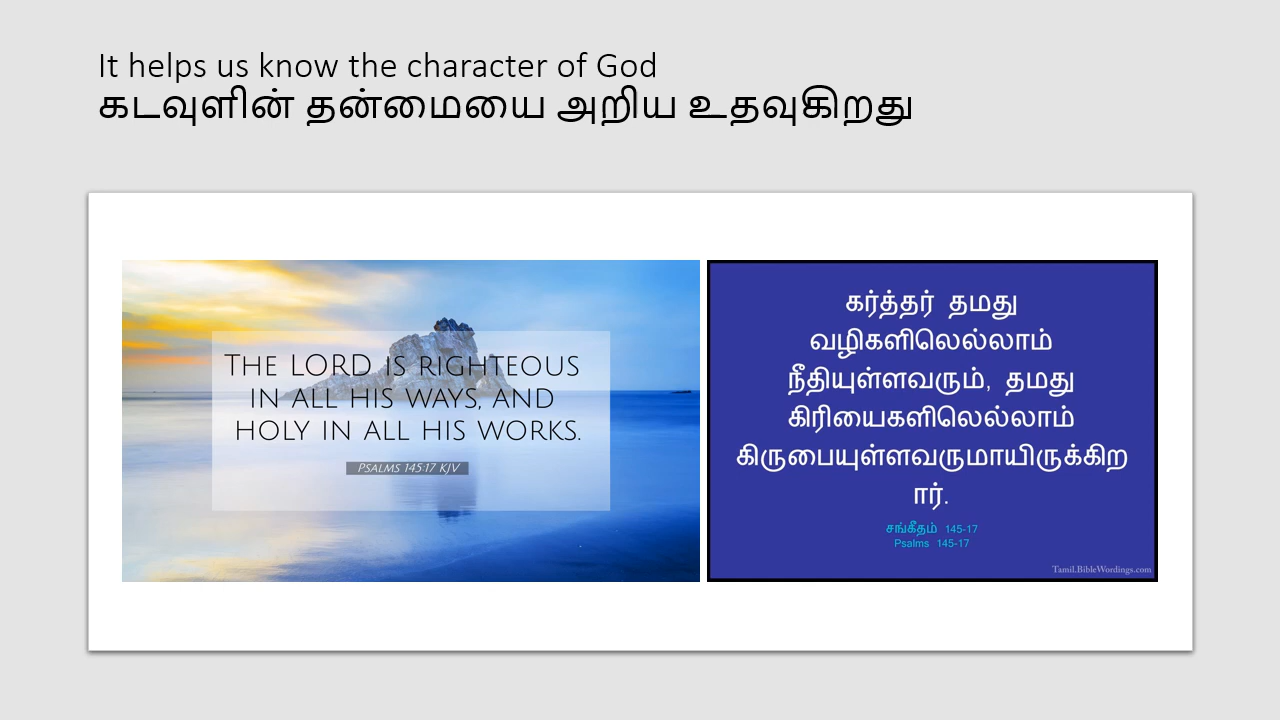 It helps us know the character of God
கடவுளின் தன்மையை அறிய உதவுகிறது
THE LORD IS RIGHTEOUS
IN ALL HIS WAYS, AND
HOLY IN ALL HIS WORKS.
PSALMS 145:17 KJV
கர்த்தர் தமது
வழிகளிலெல்லாம்
நீதியுள்ளவரும், தமது
கிரியைகளிலெல்லாம்
கிருபையுள்ளவருமாயிருக்கிற
ார்.
சங்கீதம் 145-17
Psalms 145-17
Tamil.BibleWordings.com